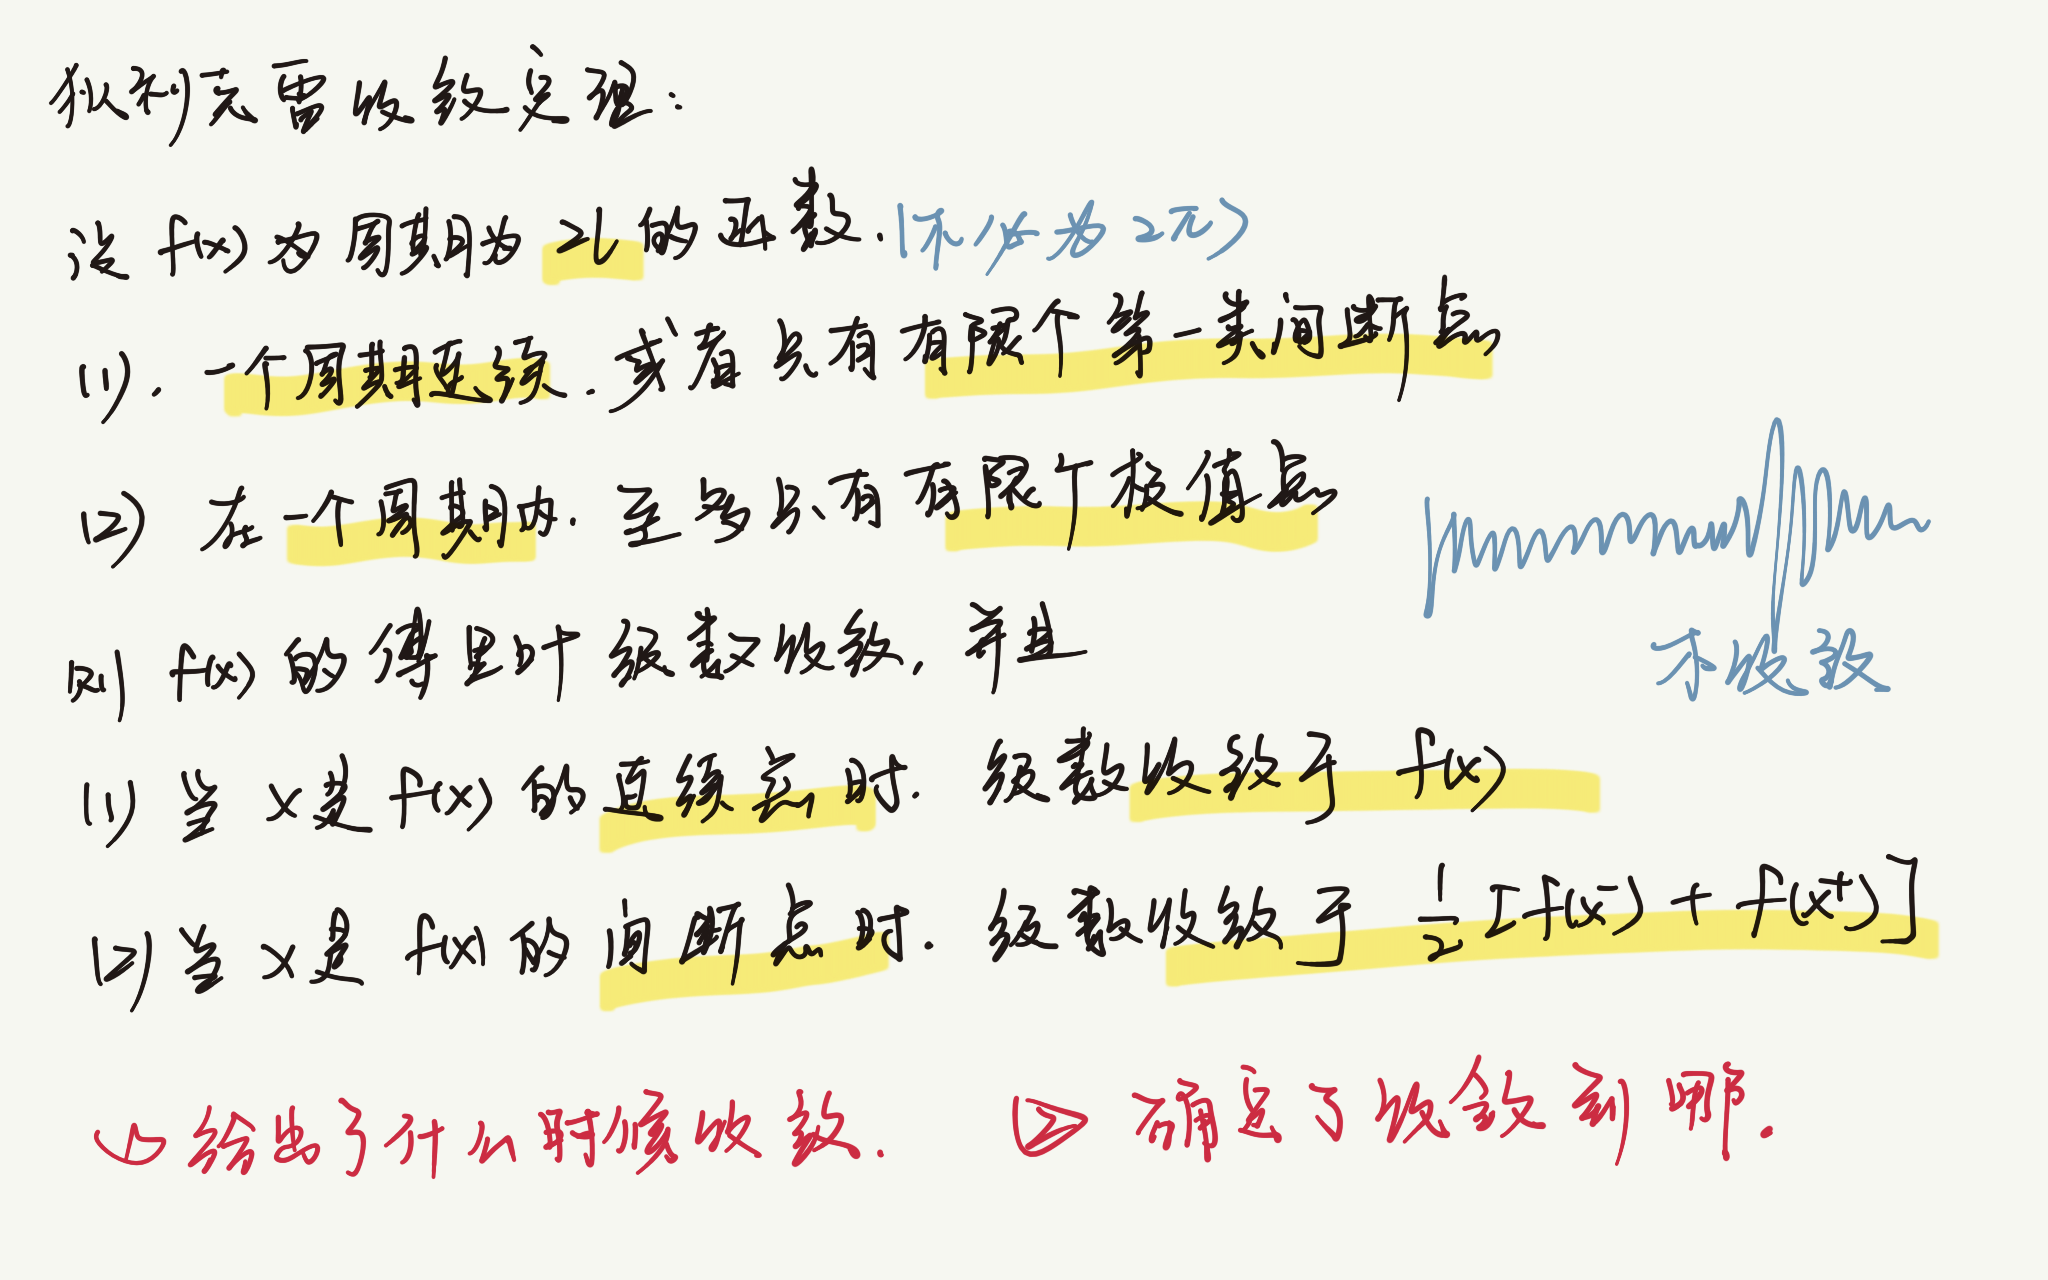 狄利克雷收敛定理:
设 f(x) 为周期为 2l 的函数. (不必为 2π)
(1). 一个周期连续. 或者只有有限个第一类间断点
(2) 在一个周期内. 至多只有有限个极值点
则 f(x) 的傅里叶级数收敛, 并且
不收敛
(1) 当 x 是 f(x) 的连续点时. 级数收敛于 f(x)
(2) 当 x 是 f(x) 的间断点时. 级数收敛于 1/2 [f(x⁻) + f(x⁺)]
① 给出了什么时候收敛. ② 确定了收敛到哪.